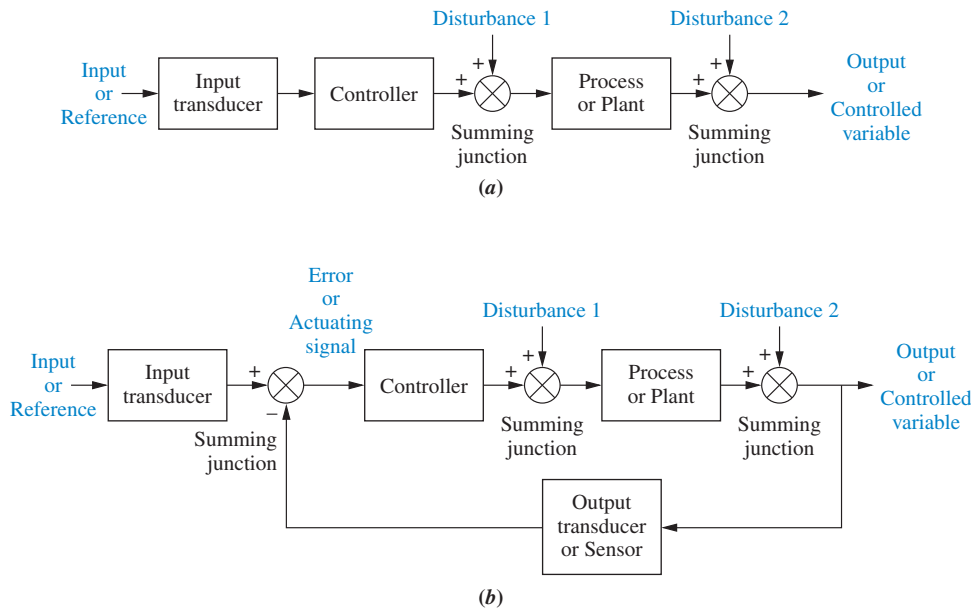 Disturbance 1
Disturbance 2
Input
or
Reference
Input
transducer
Controller
+
+
Summing
junction
Process
or Plant
+
+
Summing
junction
Output
or
Controlled
variable
(a)
Error
or
Actuating
signal
Disturbance 1
Disturbance 2
Input
or
Reference
Input
transducer
+
−
Summing
junction
Controller
+
+
Summing
junction
Process
or Plant
+
+
Summing
junction
Output
or
Controlled
variable
Output
transducer
or Sensor
(b)